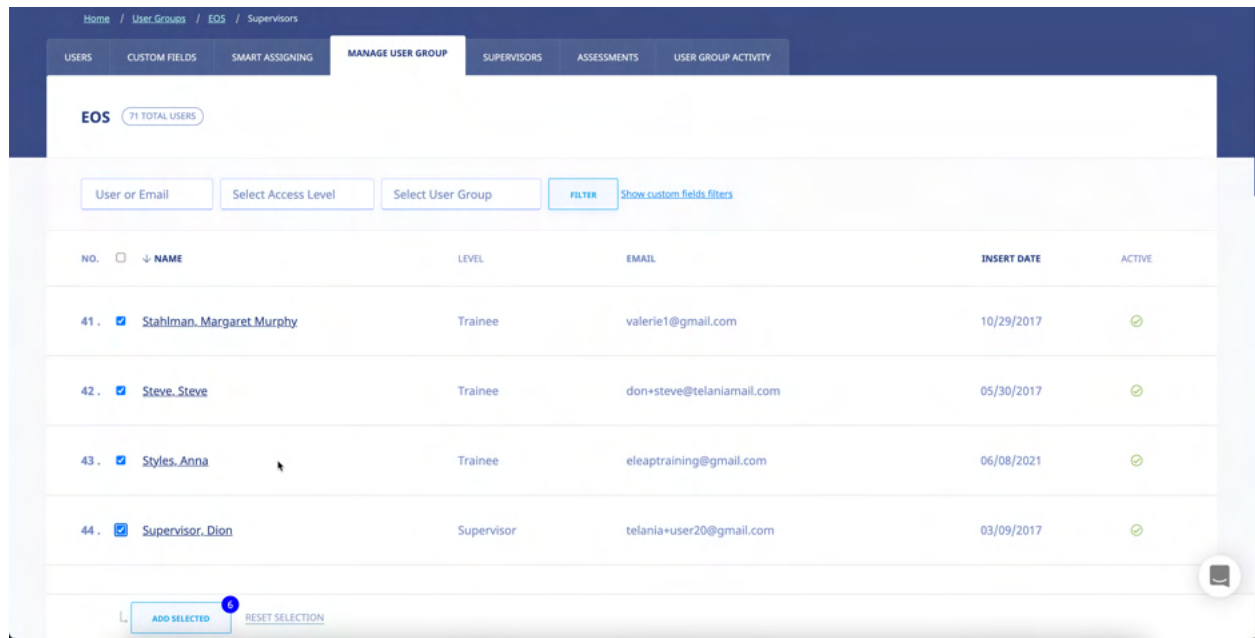 Home / User Groups / EOS / Supervisors
USERS CUSTOM FIELDS SMART ASSIGNING MANAGE USER GROUP SUPERVISORS ASSESSMENTS USER GROUP ACTIVITY
EOS 71 TOTAL USERS
User or Email Select Access Level Select User Group FILTER Show custom fields filters
NO. NAME LEVEL EMAIL INSERT DATE ACTIVE
41. Stahlman, Margaret Murphy Trainee valerie1@gmail.com 10/29/2017
42. Steve, Steve Trainee don+steve@telaniamail.com 05/30/2017
43. Styles, Anna Trainee eleaptraining@gmail.com 06/08/2021
44. Supervisor, Dion Supervisor telania+user20@gmail.com 03/09/2017
ADD SELECTED 6 RESET SELECTION